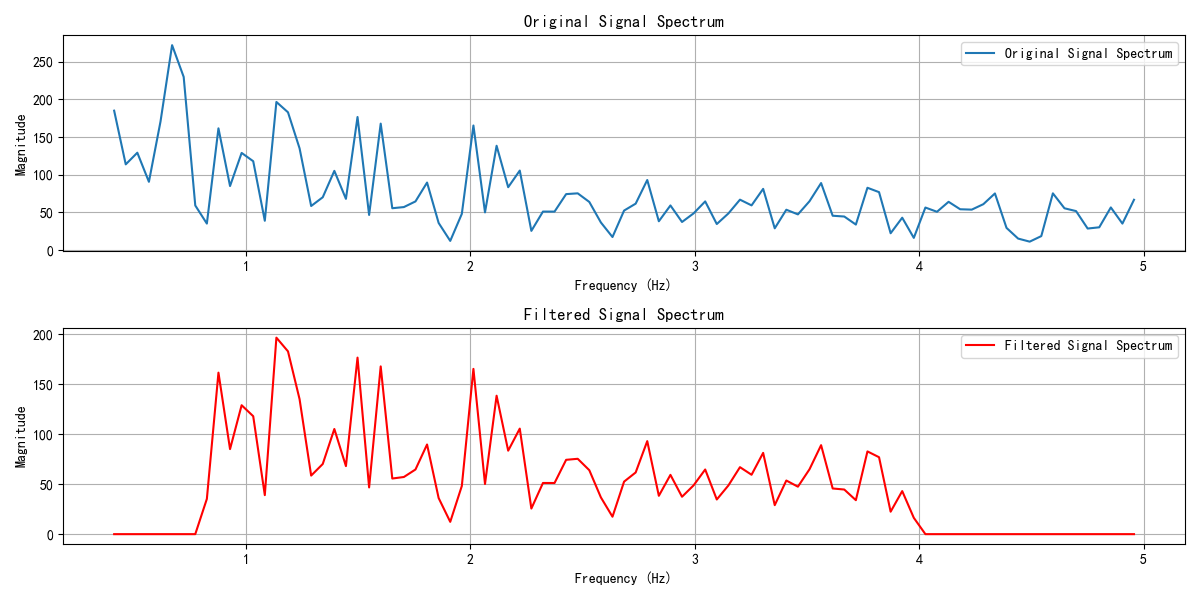 Original Signal Spectrum
Original Signal Spectrum
Magnitude
250
200
150
100
50
0
1 2 3 4 5
Frequency (Hz)
Filtered Signal Spectrum
Filtered Signal Spectrum
Magnitude
200
150
100
50
0
1 2 3 4 5
Frequency (Hz)